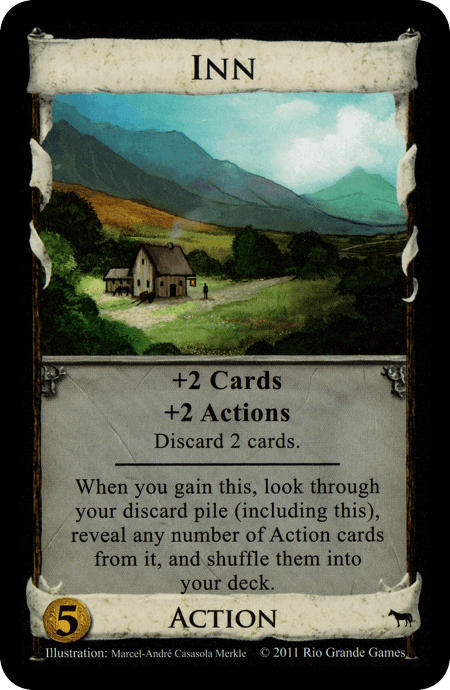 INN
+2 Cards
+2 Actions
Discard 2 cards.
When you gain this, look through
your discard pile (including this),
reveal any number of Action cards
from it, and shuffle them into
your deck.
5
ACTION
Illustration: Marcel-André Casasola Merkle © 2011 Rio Grande Games